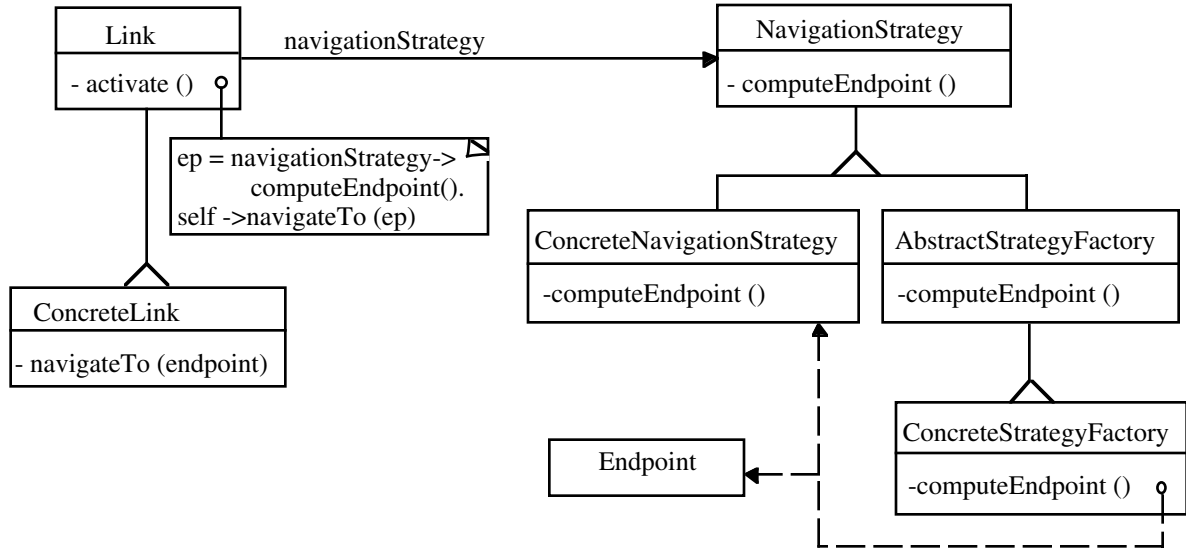 Link
- activate ()
navigationStrategy
NavigationStrategy
- computeEndpoint ()
ep = navigationStrategy->
computeEndpoint().
self ->navigateTo (ep)
ConcreteNavigationStrategy
-computeEndpoint ()
AbstractStrategyFactory
-computeEndpoint ()
ConcreteLink
- navigateTo (endpoint)
ConcreteStrategyFactory
-computeEndpoint ()
Endpoint